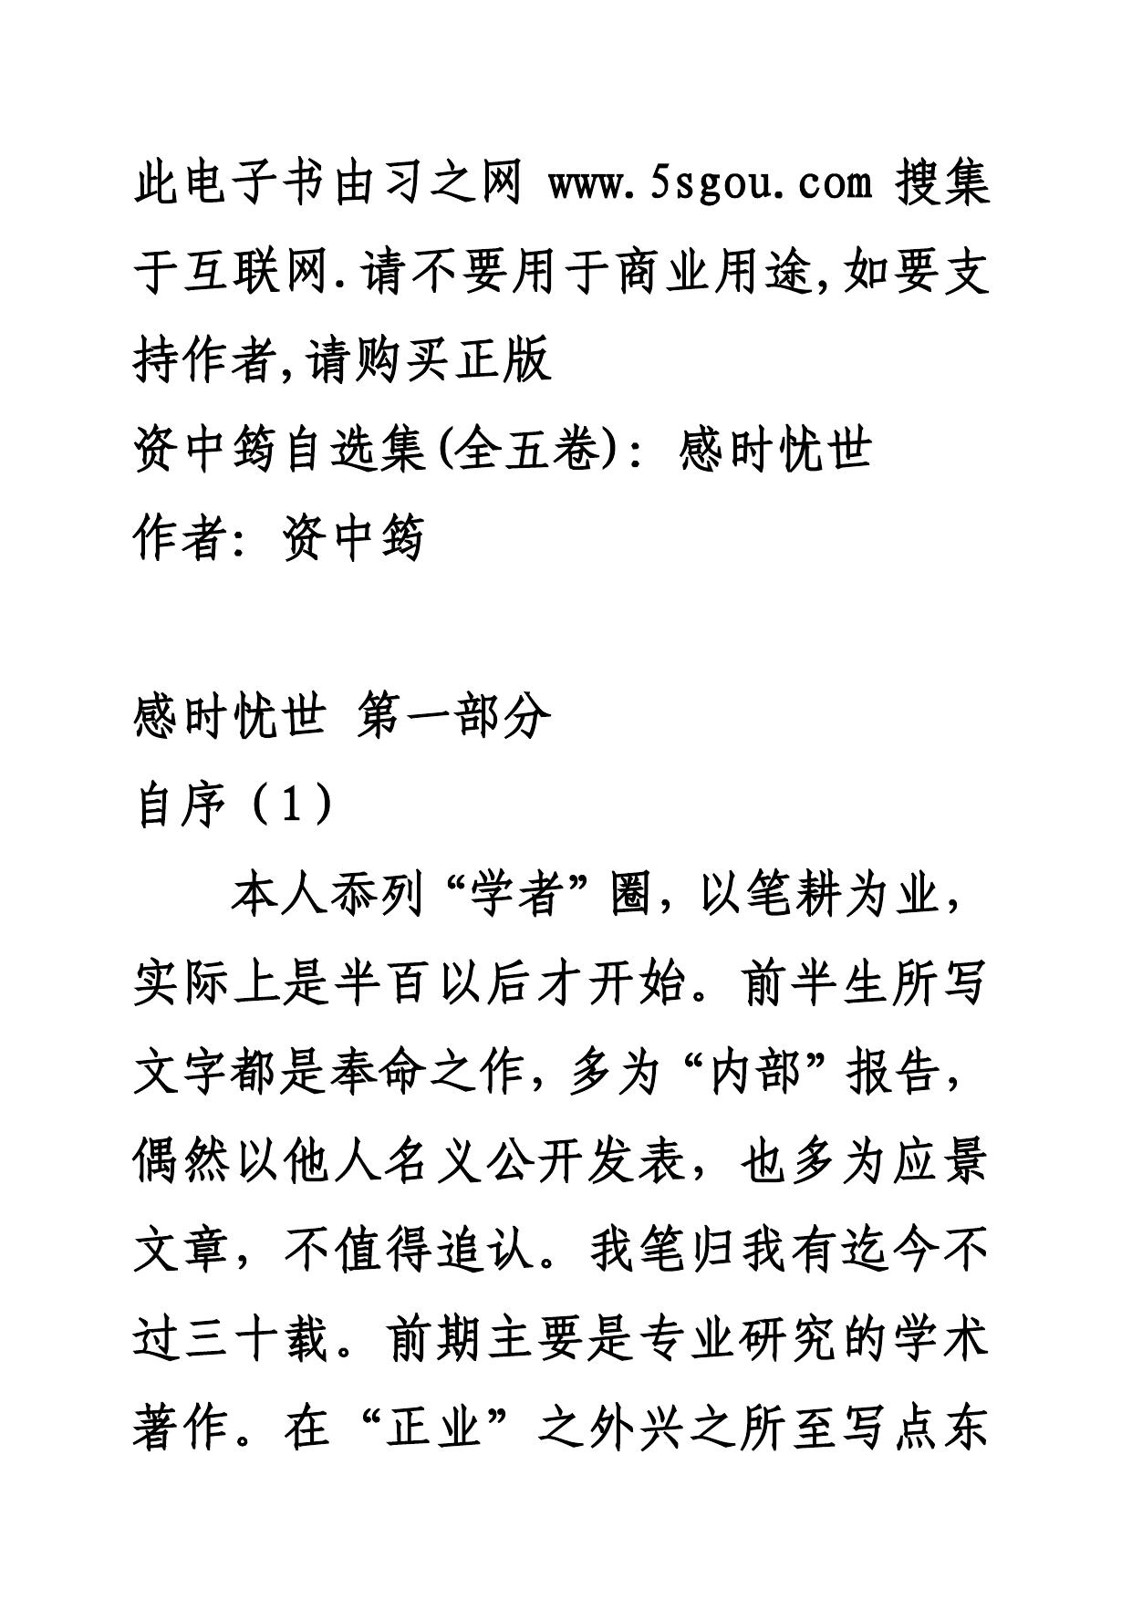 此电子书由习之网 www.5sgou.com 搜集
于互联网.请不要用于商业用途,如要支
持作者,请购买正版
资中筠自选集(全五卷)：感时忧世
作者：资中筠
感时忧世 第一部分
自序（1）
本人忝列“学者”圈，以笔耕为业，
实际上是半百以后才开始。前半生所写
文字都是奉命之作，多为“内部”报告，
偶然以他人名义公开发表，也多为应景
文章，不值得追认。我笔归我有迄今不
过三十载。前期主要是专业研究的学术
著作。在“正业”之外兴之所至写点东